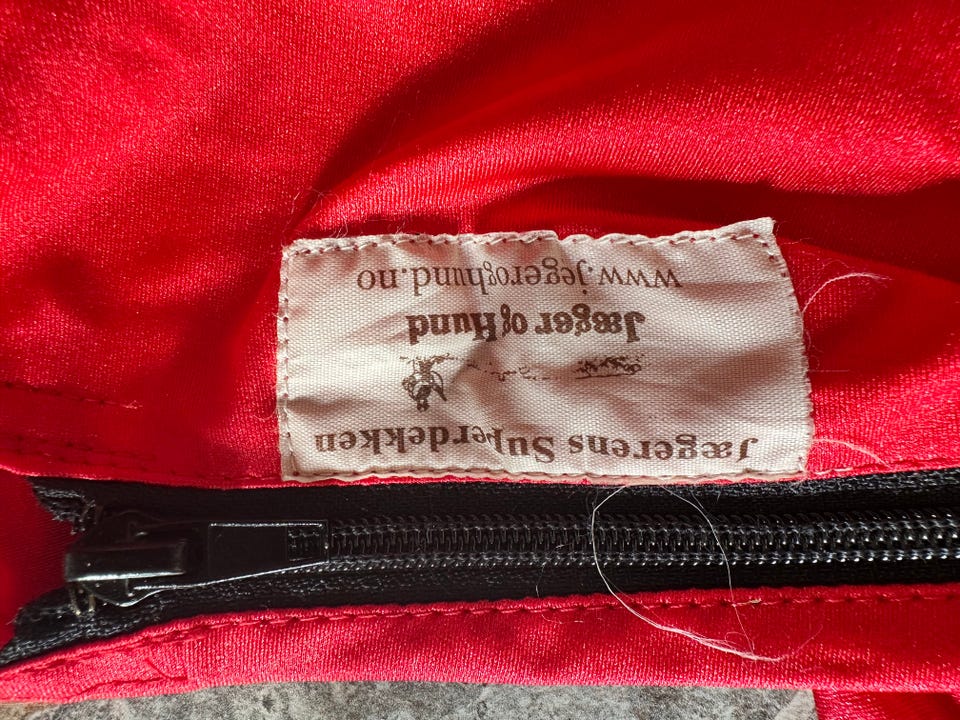 Jægerens Superdekken
Jæger og Hund
www.jegeroghund.no